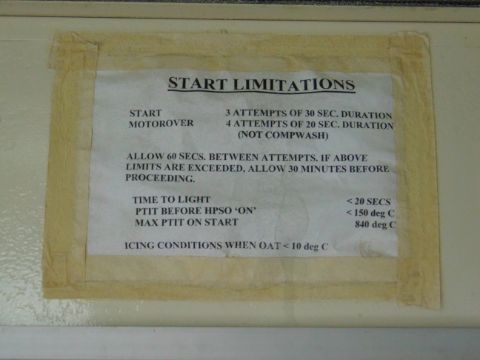 START LIMITATIONS
START 3 ATTEMPTS OF 30 SEC. DURATION
MOTOROVER 4 ATTEMPTS OF 20 SEC. DURATION
(NOT COMPWASH)
ALLOW 60 SECS. BETWEEN ATTEMPTS. IF ABOVE
LIMITS ARE EXCEEDED, ALLOW 30 MINUTES BEFORE
PROCEEDING.
TIME TO LIGHT < 20 SECS
PTIT BEFORE HPSO ‘ON’ < 150 deg C
MAX PTIT ON START 840 deg C
ICING CONDITIONS WHEN OAT < 10 deg C